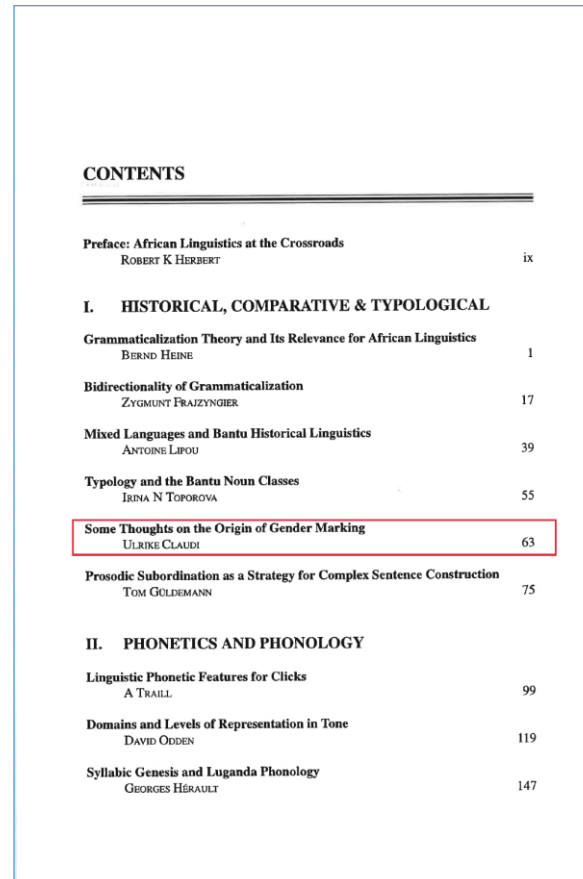 CONTENTS
Preface: African Linguistics at the Crossroads
ROBERT K HERBERT ix
I. HISTORICAL, COMPARATIVE & TYPOLOGICAL
Grammaticalization Theory and Its Relevance for African Linguistics
BERND HEINE 1
Bidirectionality of Grammaticalization
ZYGMUNT FRAJZYNGIER 17
Mixed Languages and Bantu Historical Linguistics
ANTOINE LIPOU 39
Typology and the Bantu Noun Classes
IRINA N TOPOROVA 55
Some Thoughts on the Origin of Gender Marking
ULRIKE CLAUDI 63
Prosodic Subordination as a Strategy for Complex Sentence Construction
TOM GÜLDEMANN 75
II. PHONETICS AND PHONOLOGY
Linguistic Phonetic Features for Clicks
A TRAILL 99
Domains and Levels of Representation in Tone
DAVID ODDEN 119
Syllabic Genesis and Luganda Phonology
GEORGES HÉRAULT 147